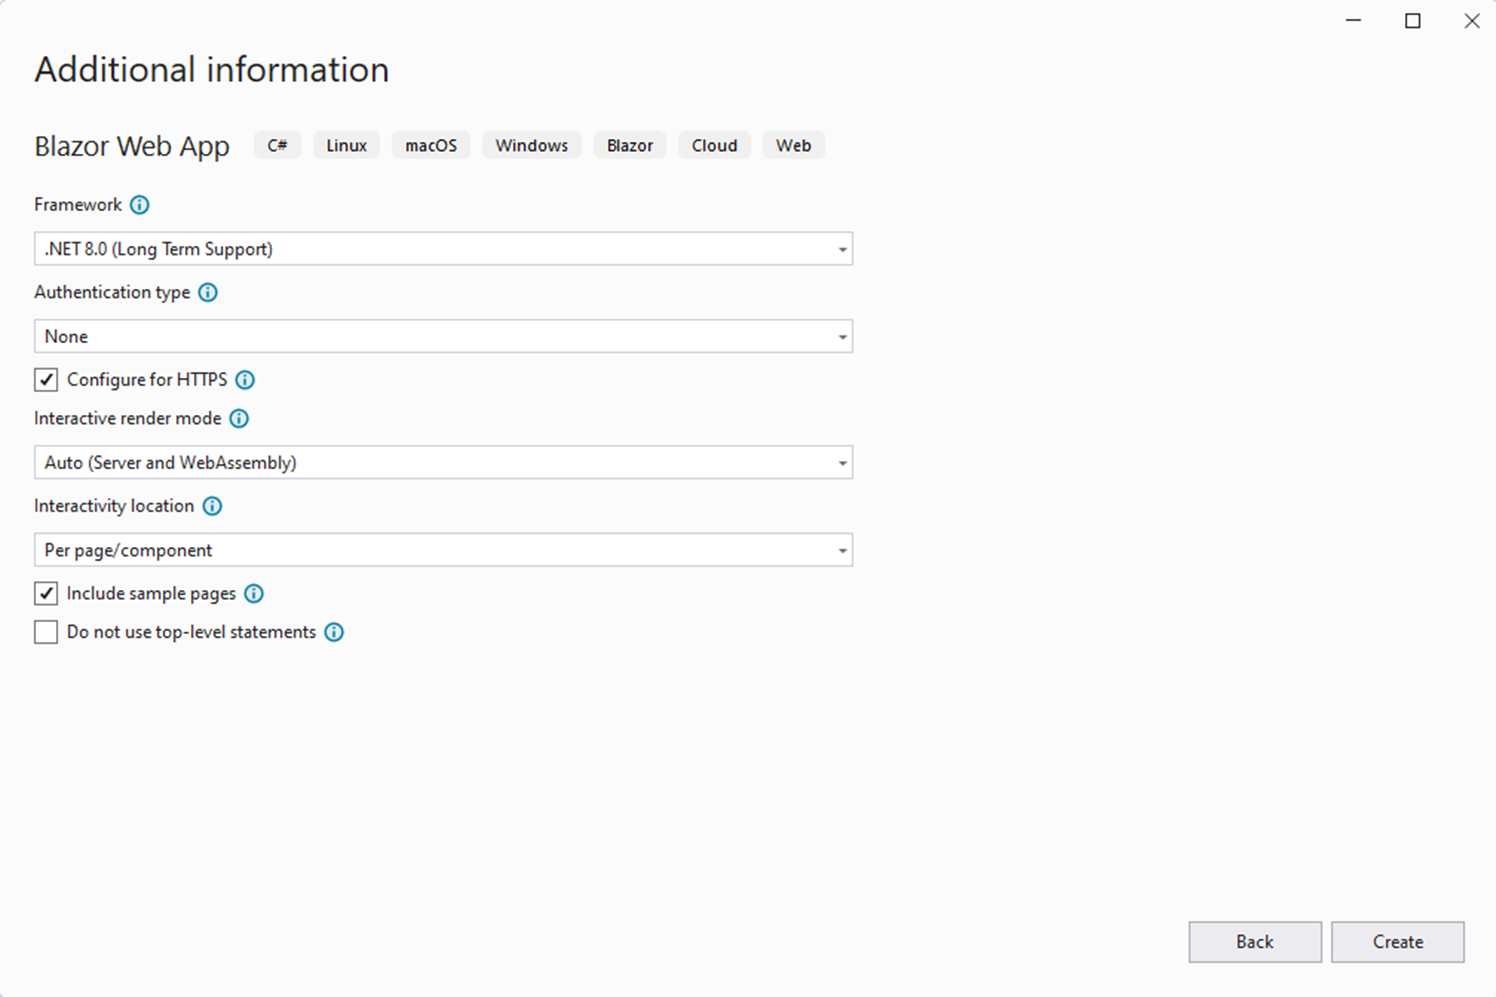 Additional information
Blazor Web App C# Linux macOS Windows Blazor Cloud Web
Framework
.NET 8.0 (Long Term Support)
Authentication type
None
Configure for HTTPS
Interactive render mode
Auto (Server and WebAssembly)
Interactivity location
Per page/component
Include sample pages
Do not use top-level statements
Back Create